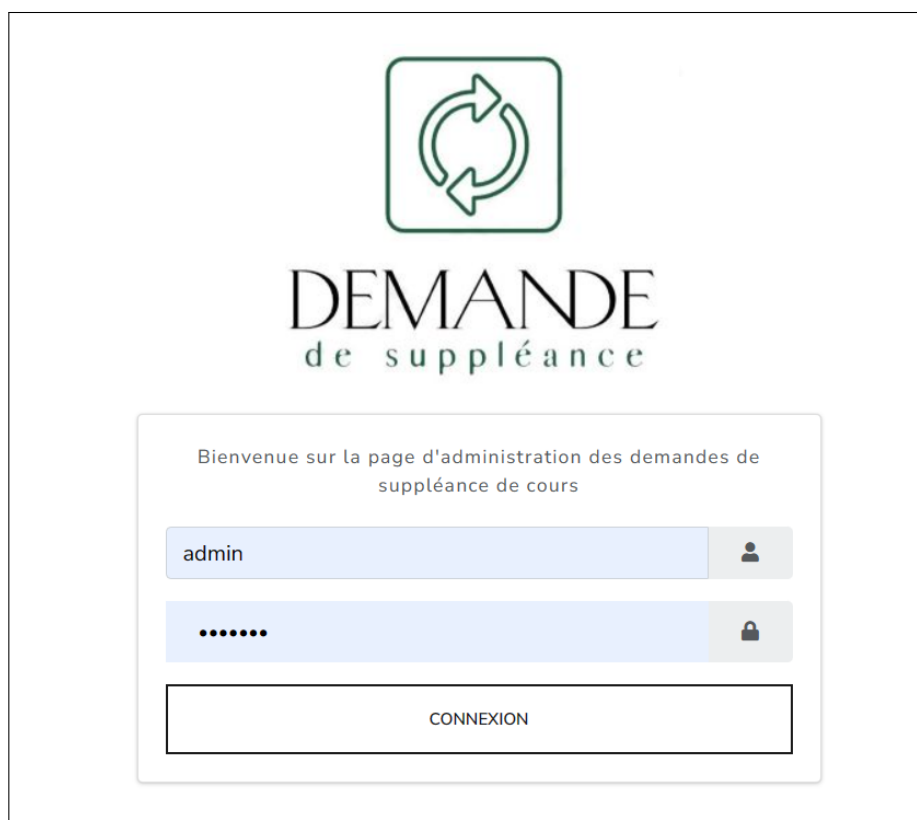 DEMANDE
de suppléance
Bienvenue sur la page d'administration des demandes de
suppléance de cours
admin
•••••••
CONNEXION